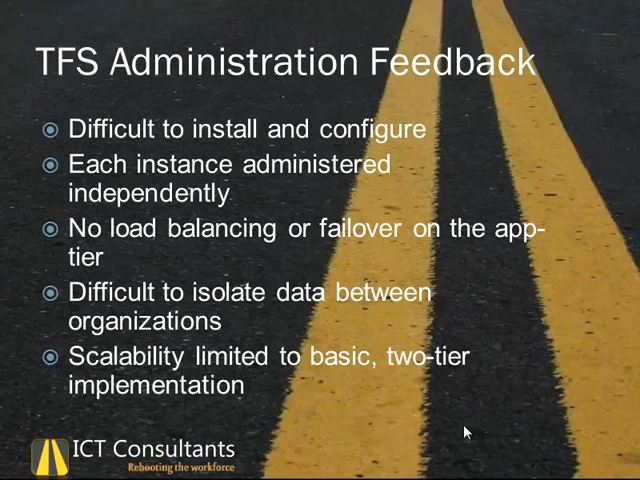 TFS Administration Feedback
Difficult to install and configure
Each instance administered
independently
No load balancing or failover on the app-
tier
Difficult to isolate data between
organizations
Scalability limited to basic, two-tier
implementation
ICT Consultants
Rebooting the workforce